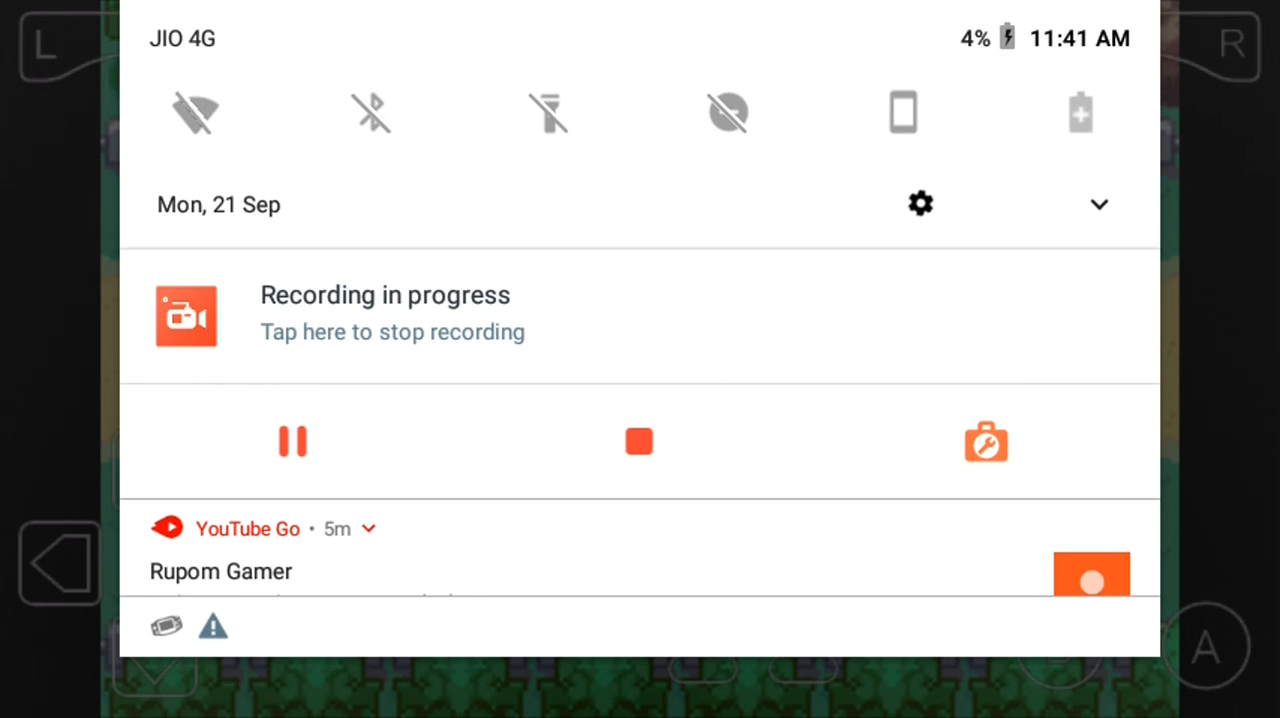 L
R
JIO 4G
4% 11:41 AM
Mon, 21 Sep
Recording in progress
Tap here to stop recording
YouTube Go • 5m
Rupom Gamer
A